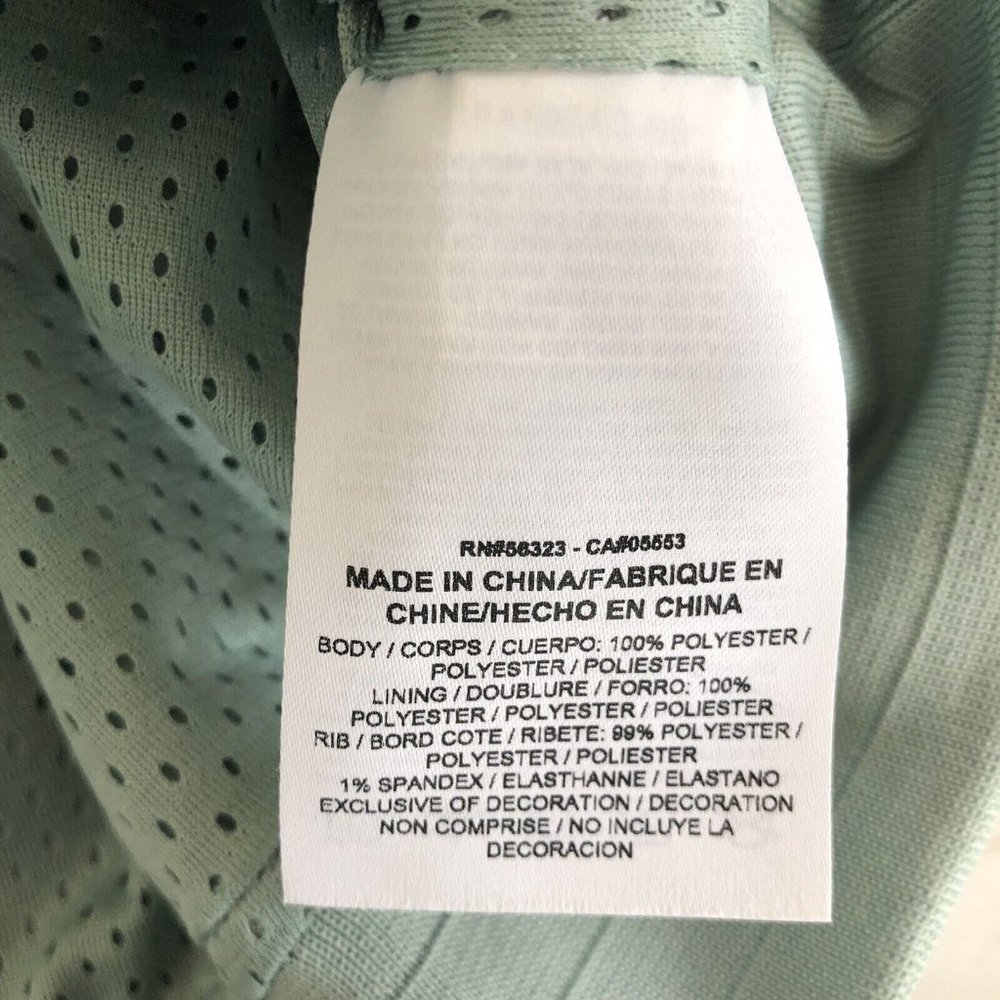 RN#56323 - CA#05553
MADE IN CHINA/FABRIQUE EN
CHINE/HECHO EN CHINA
BODY / CORPS / CUERPO: 100% POLYESTER /
POLYESTER / POLIESTER
LINING / DOUBLURE / FORRO: 100%
POLYESTER / POLYESTER / POLIESTER
RIB / BORD COTE / RIBETE: 99% POLYESTER /
POLYESTER / POLIESTER
1% SPANDEX / ELASTHANNE / ELASTANO
EXCLUSIVE OF DECORATION / DECORATION
NON COMPRISE / NO INCLUYE LA
DECORACION